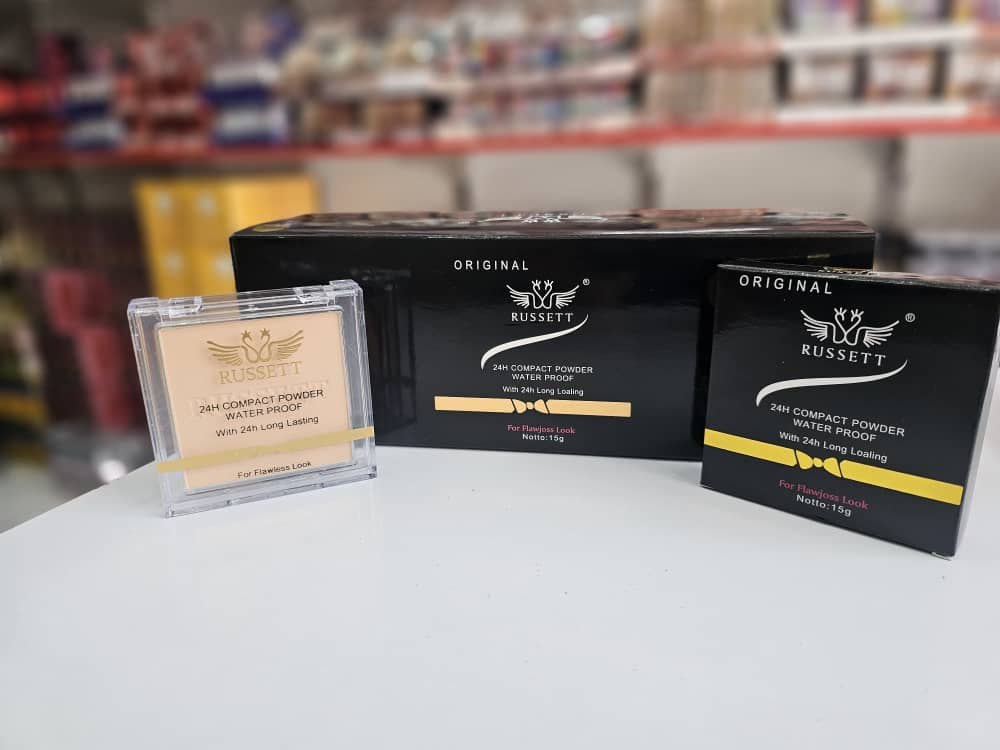 RUSSETT
24H COMPACT POWDER
WATER PROOF
With 24h Long Lasting
For Flawless Look
ORIGINAL
®
RUSSETT
24H COMPACT POWDER
WATER PROOF
With 24h Long Loaling
For Flawjoss Look
Notto:15g
ORIGINAL
®
RUSSETT
24H COMPACT POWDER
WATER PROOF
With 24h Long Loaling
For Flawjoss Look
Notto:15g